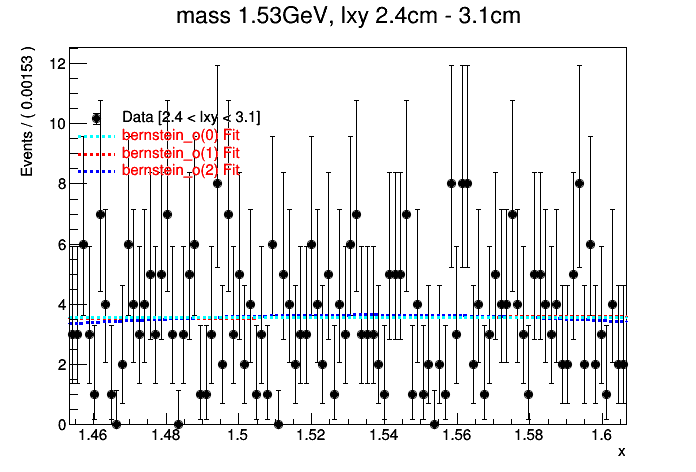 mass 1.53GeV, lxy 2.4cm - 3.1cm
Events / ( 0.00153 )
12
10
8
6
4
2
0
Data [2.4 < lxy < 3.1]
bernstein_o(0) Fit
bernstein_o(1) Fit
bernstein_o(2) Fit
1.46 1.48 1.5 1.52 1.54 1.56 1.58 1.6
x